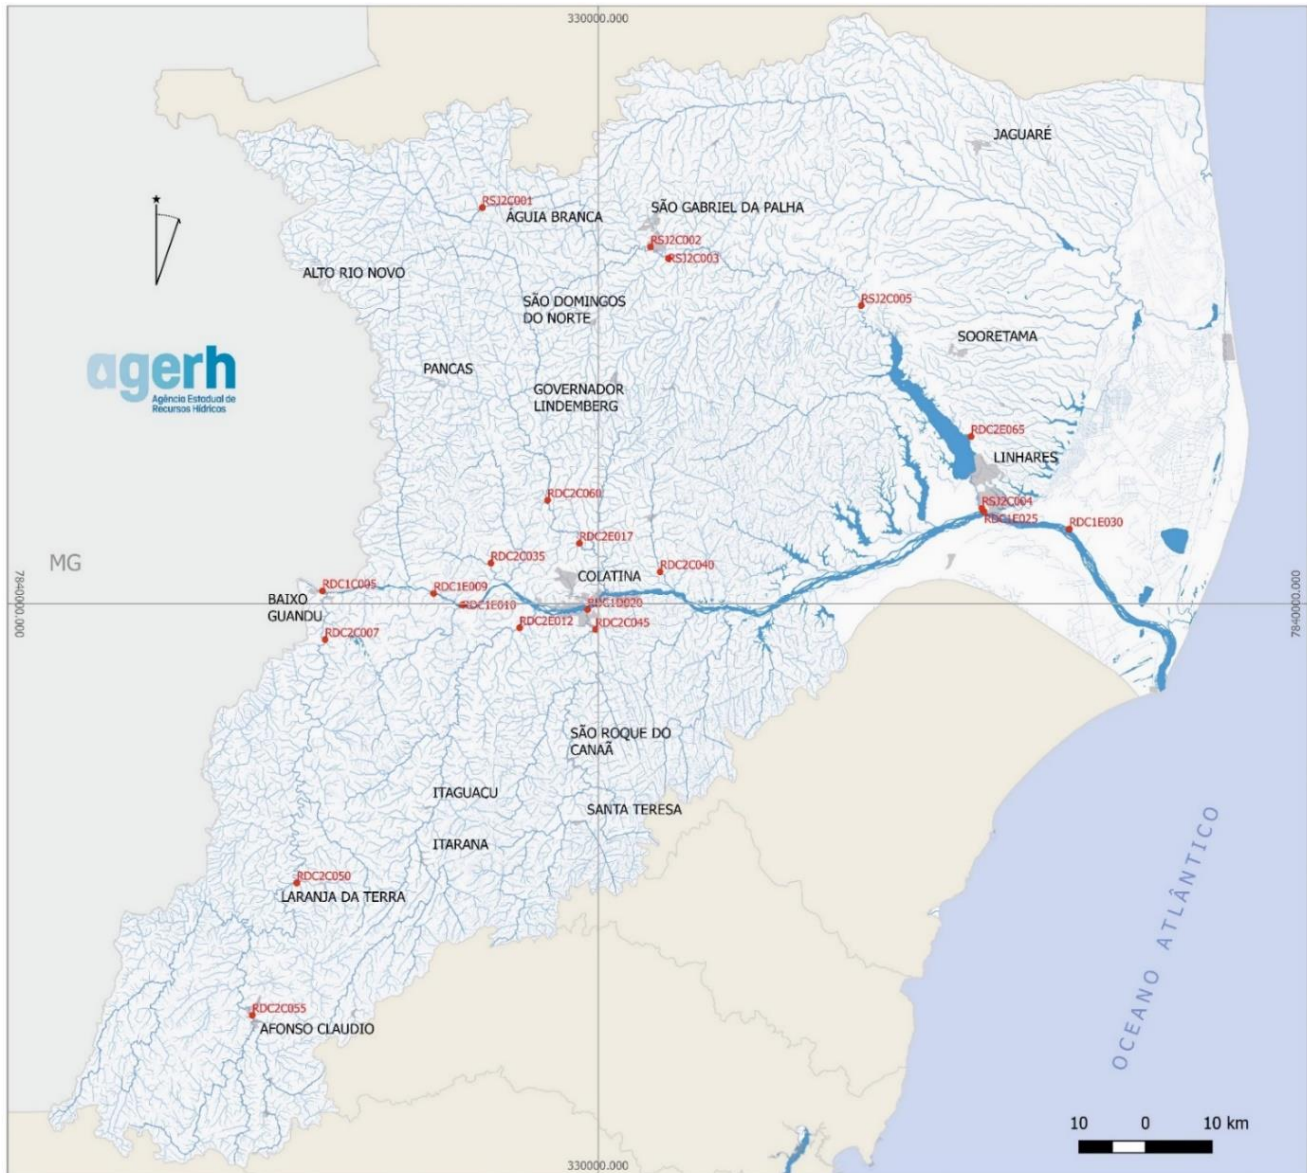 330000.000
JAGUARÉ
RSJ2C001
ÁGUIA BRANCA
SÃO GABRIEL DA PALHA
RSJ2C002
RSJ2C003
ALTO RIO NOVO
SÃO DOMINGOS
DO NORTE
RSJ2C005
SOORETAMA
agerh
Agência Estadual de
Recursos Hídricos
PANCAS
GOVERNADOR
LINDEMBERG
RDC2E065
LINHARES
RDC2C060
RSJ2C004
RDC1E025
RDC1E030
RDC2E017
MG
RDC2C035
RDC2C040
COLATINA
7840000.000
7840000.000
RDC1C005
RDC1E009
BAIXO
GUANDU
RDC1E010
RDC1D020
RDC2E012
RDC2C045
RDC2C007
SÃO ROQUE DO
CANAÃ
ITAGUACU
SANTA TERESA
ITARANA
RDC2C050
LARANJA DA TERRA
OCEANO ATLÂNTICO
RDC2C055
AFONSO CLAUDIO
10 0 10 km
330000.000